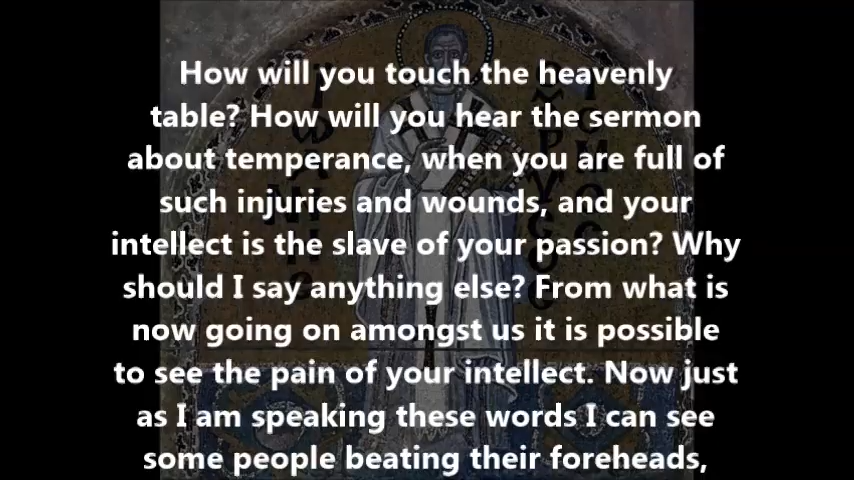 How will you touch the heavenly
table? How will you hear the sermon
about temperance, when you are full of
such injuries and wounds, and your
intellect is the slave of your passion? Why
should I say anything else? From what is
now going on amongst us it is possible
to see the pain of your intellect. Now just
as I am speaking these words I can see
some people beating their foreheads,